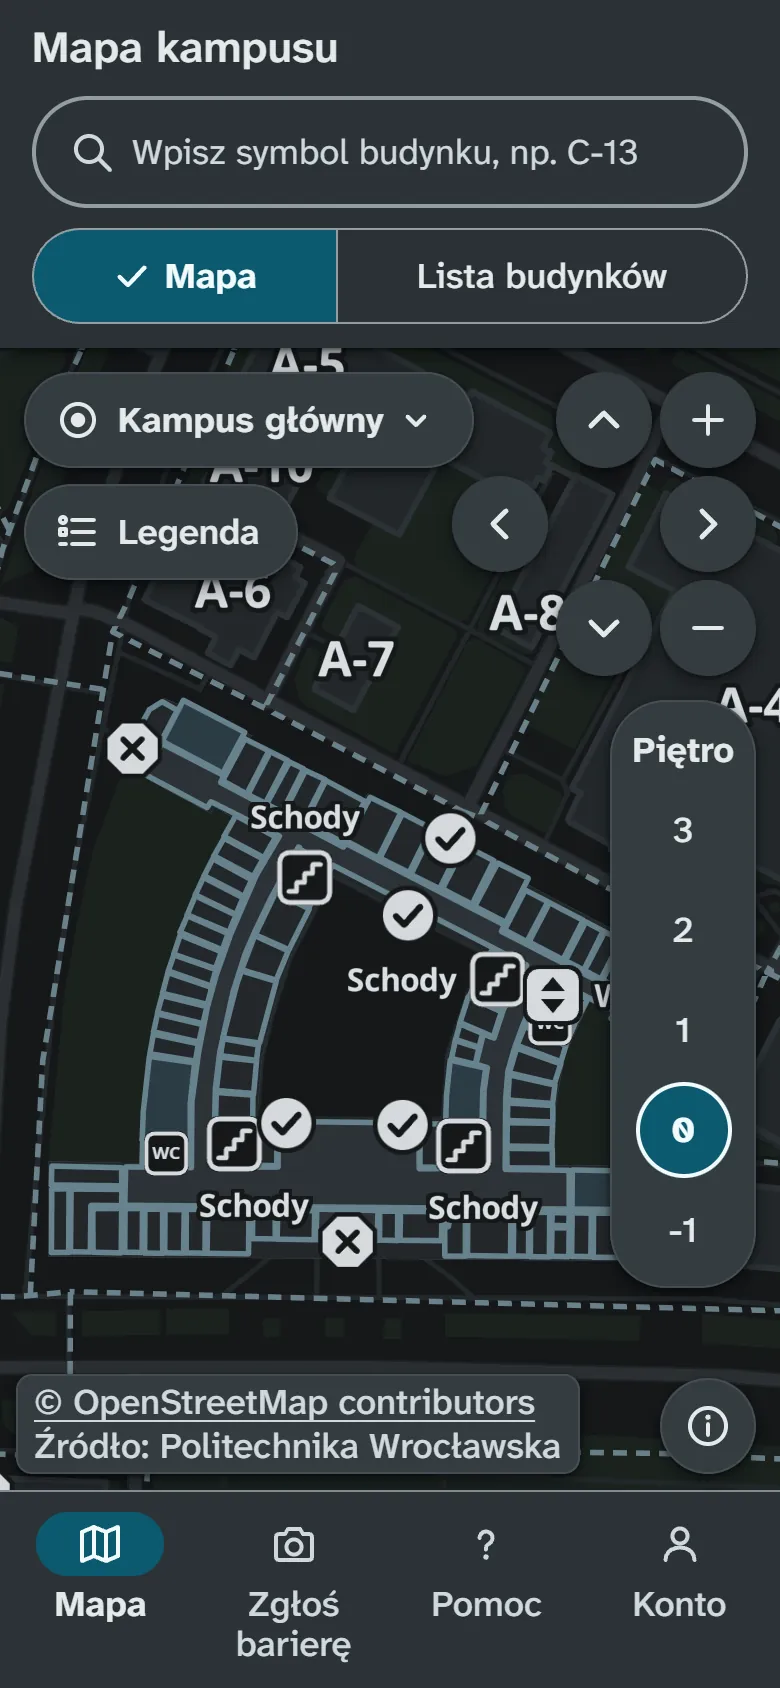 Mapa kampusu
Wpisz symbol budynku, np. C-13
Mapa
Lista budynków
A-5
Kampus główny
A-10
Legenda
A-6
A-8
A-7
A-4
Piętro
3
2
1
0
-1
Schody
Schody
WC
WC
Schody
Schody
© OpenStreetMap contributors
Źródło: Politechnika Wrocławska
Mapa
Zgłoś
barierę
Pomoc
Konto